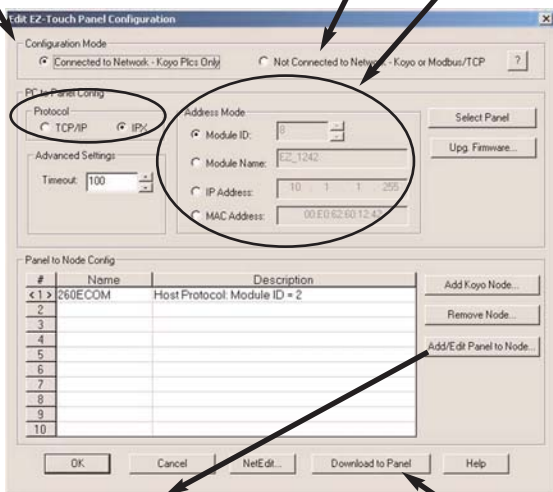 Edit EZ-Touch Panel Configuration
Configuration Mode
Connected to Network - Koyo Plcs Only
Not Connected to Network - Koyo or Modbus/TCP
?
PC to Panel Config
Protocol
TCP/IP
IPX
Address Mode
Module ID:
8
Module Name:
EZ_1242
IP Address:
10 . 1 . 1 . 255
MAC Address:
00:E0:62:60:12:42
Select Panel
Upg. Firmware...
Advanced Settings
Timeout:
100
Panel to Node Config
# Name Description
<1> 260ECOM Host Protocol: Module ID = 2
2
3
4
5
6
7
8
9
10
Add Koyo Node...
Remove Node...
Add/Edit Panel to Node...
OK
Cancel
NetEdit...
Download to Panel
Help